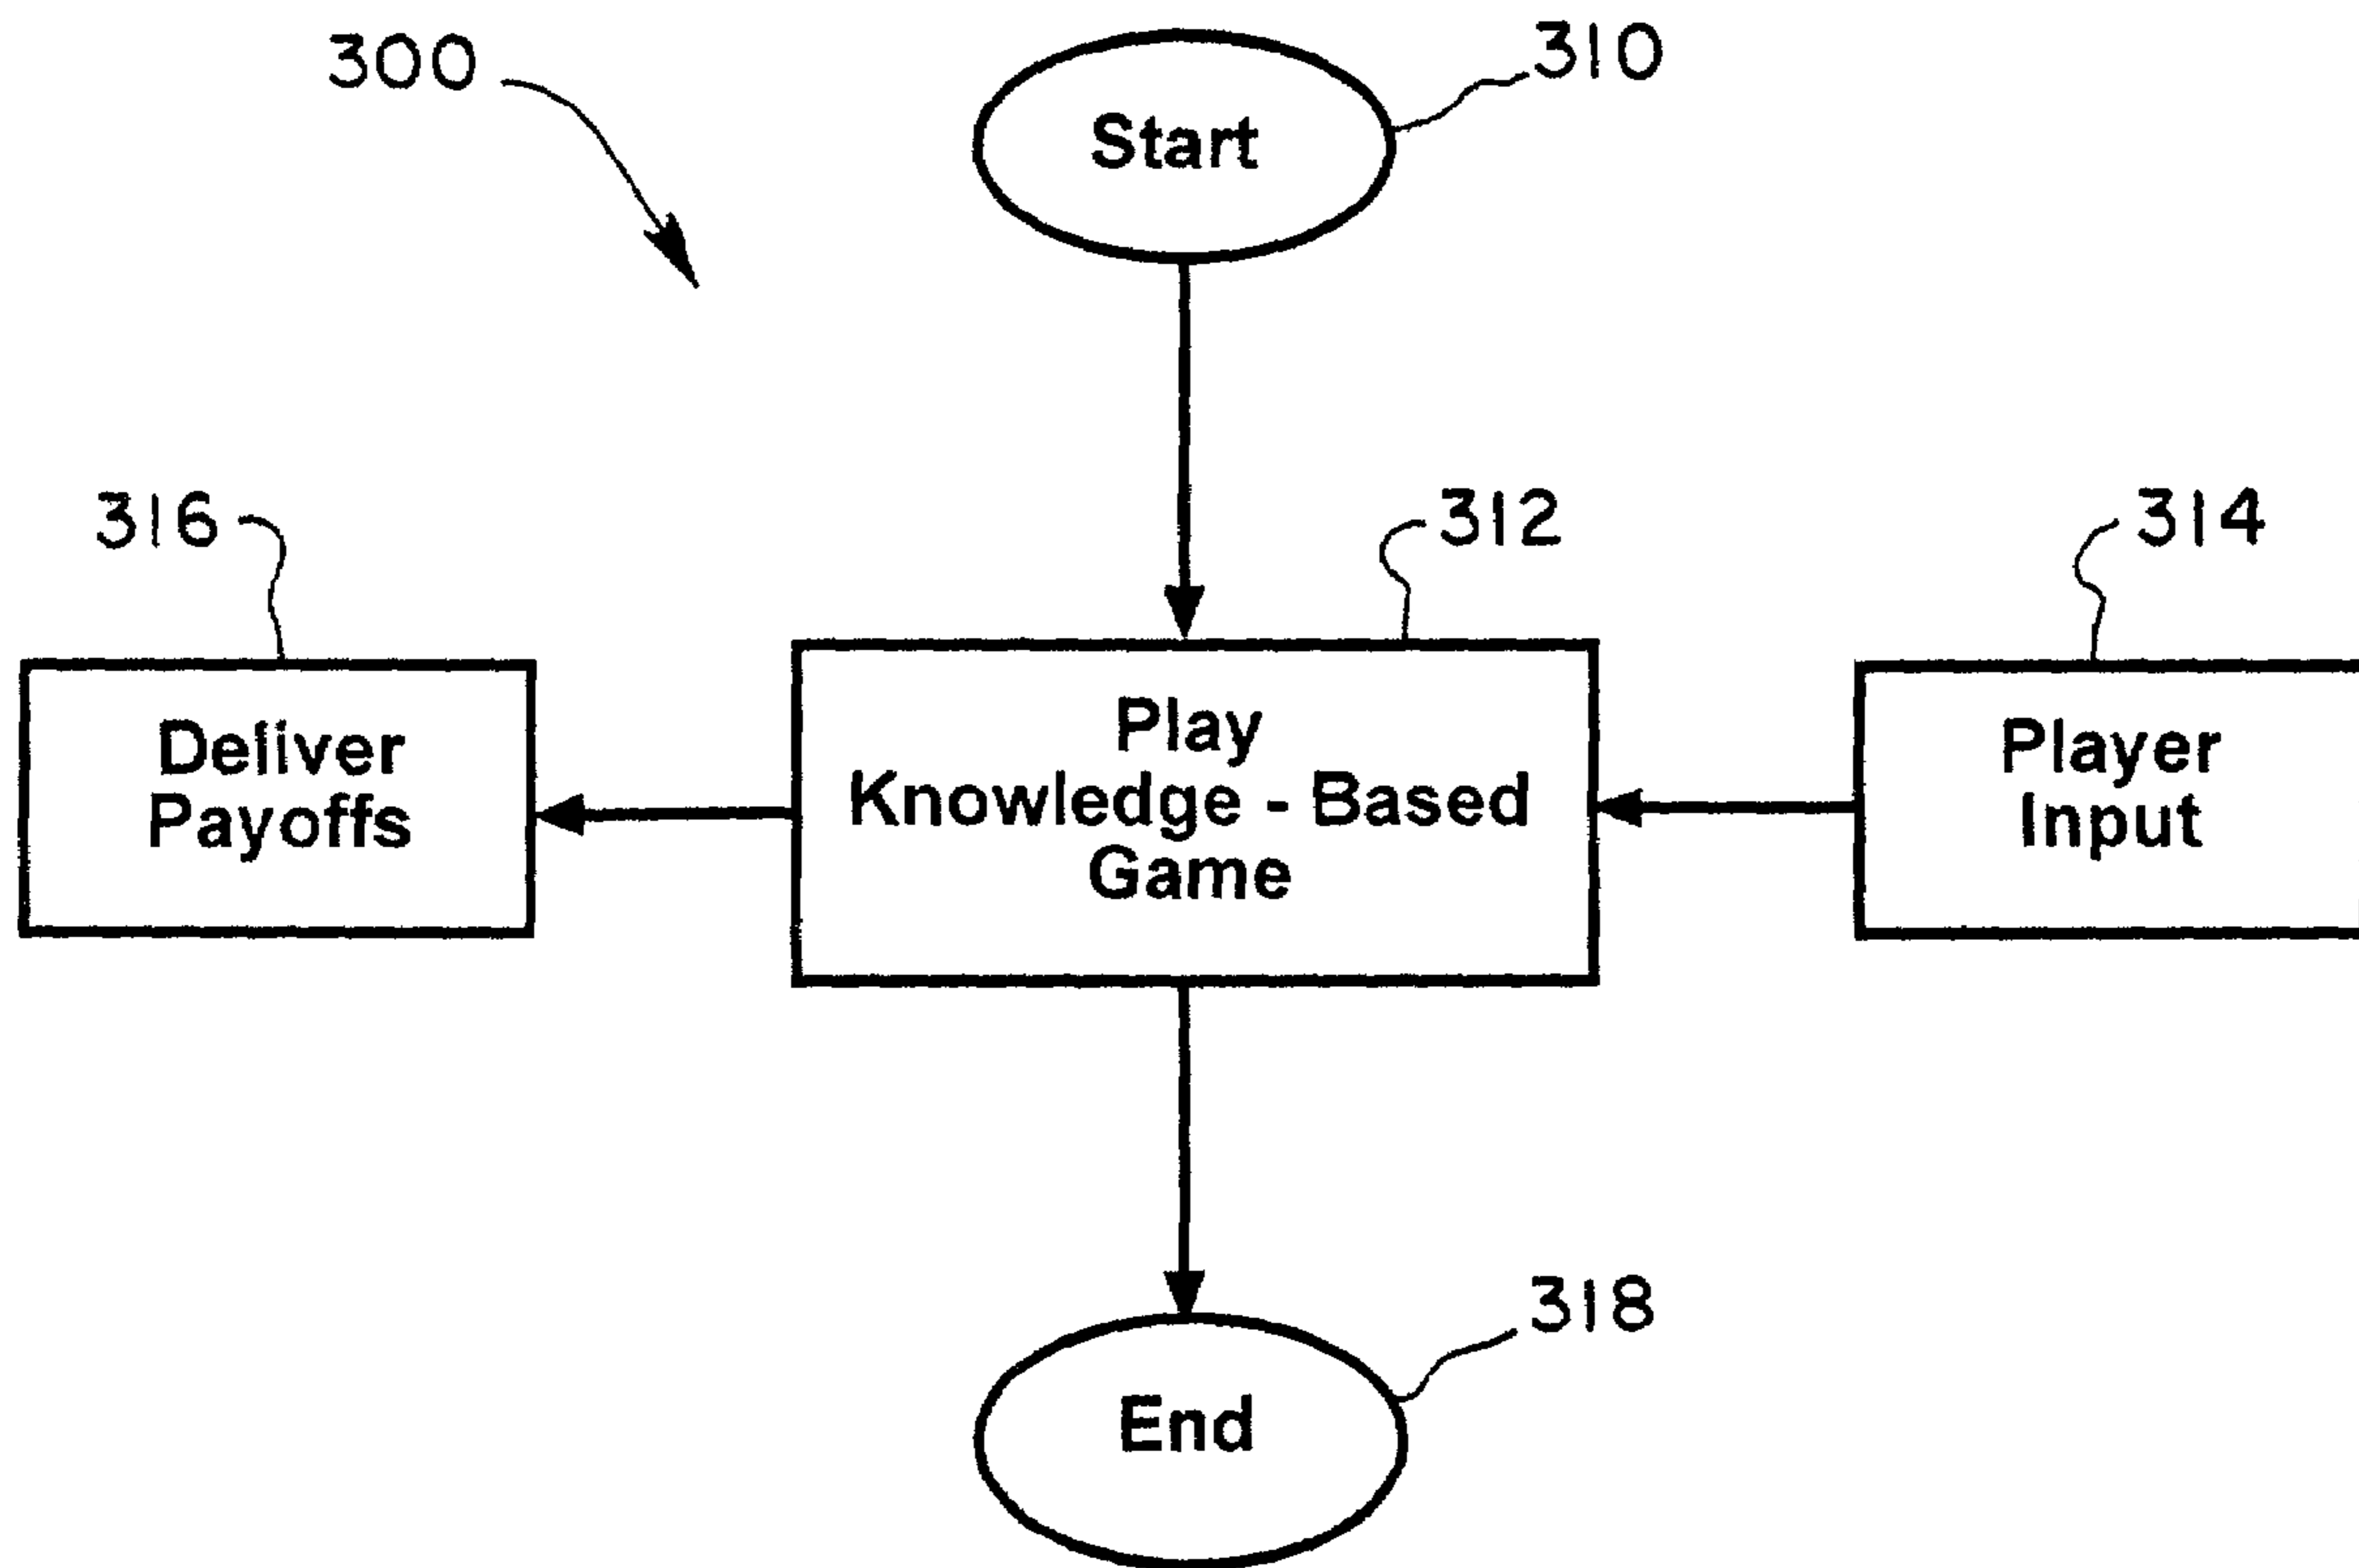 300
310
Start
316
312
314
Deliver
Payoffs
Play
Knowledge - Based
Game
Player
Input
318
End